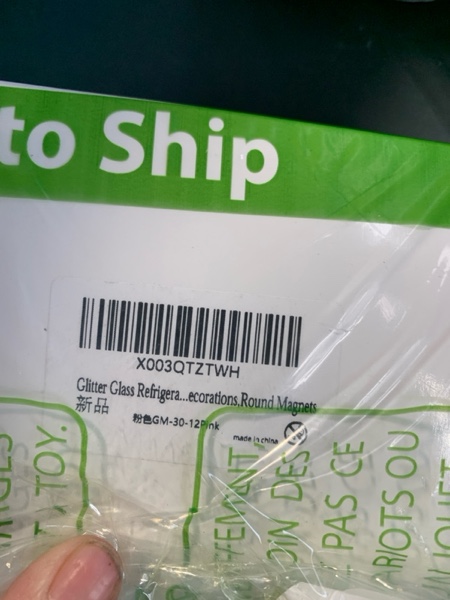 to Ship
X003QTZTWH
Glitter Glass Refrigera...ecorations,Round Magnets
新品
粉色GM-30-12Pink
made in china
TOY.
DES
PAS CE
OU